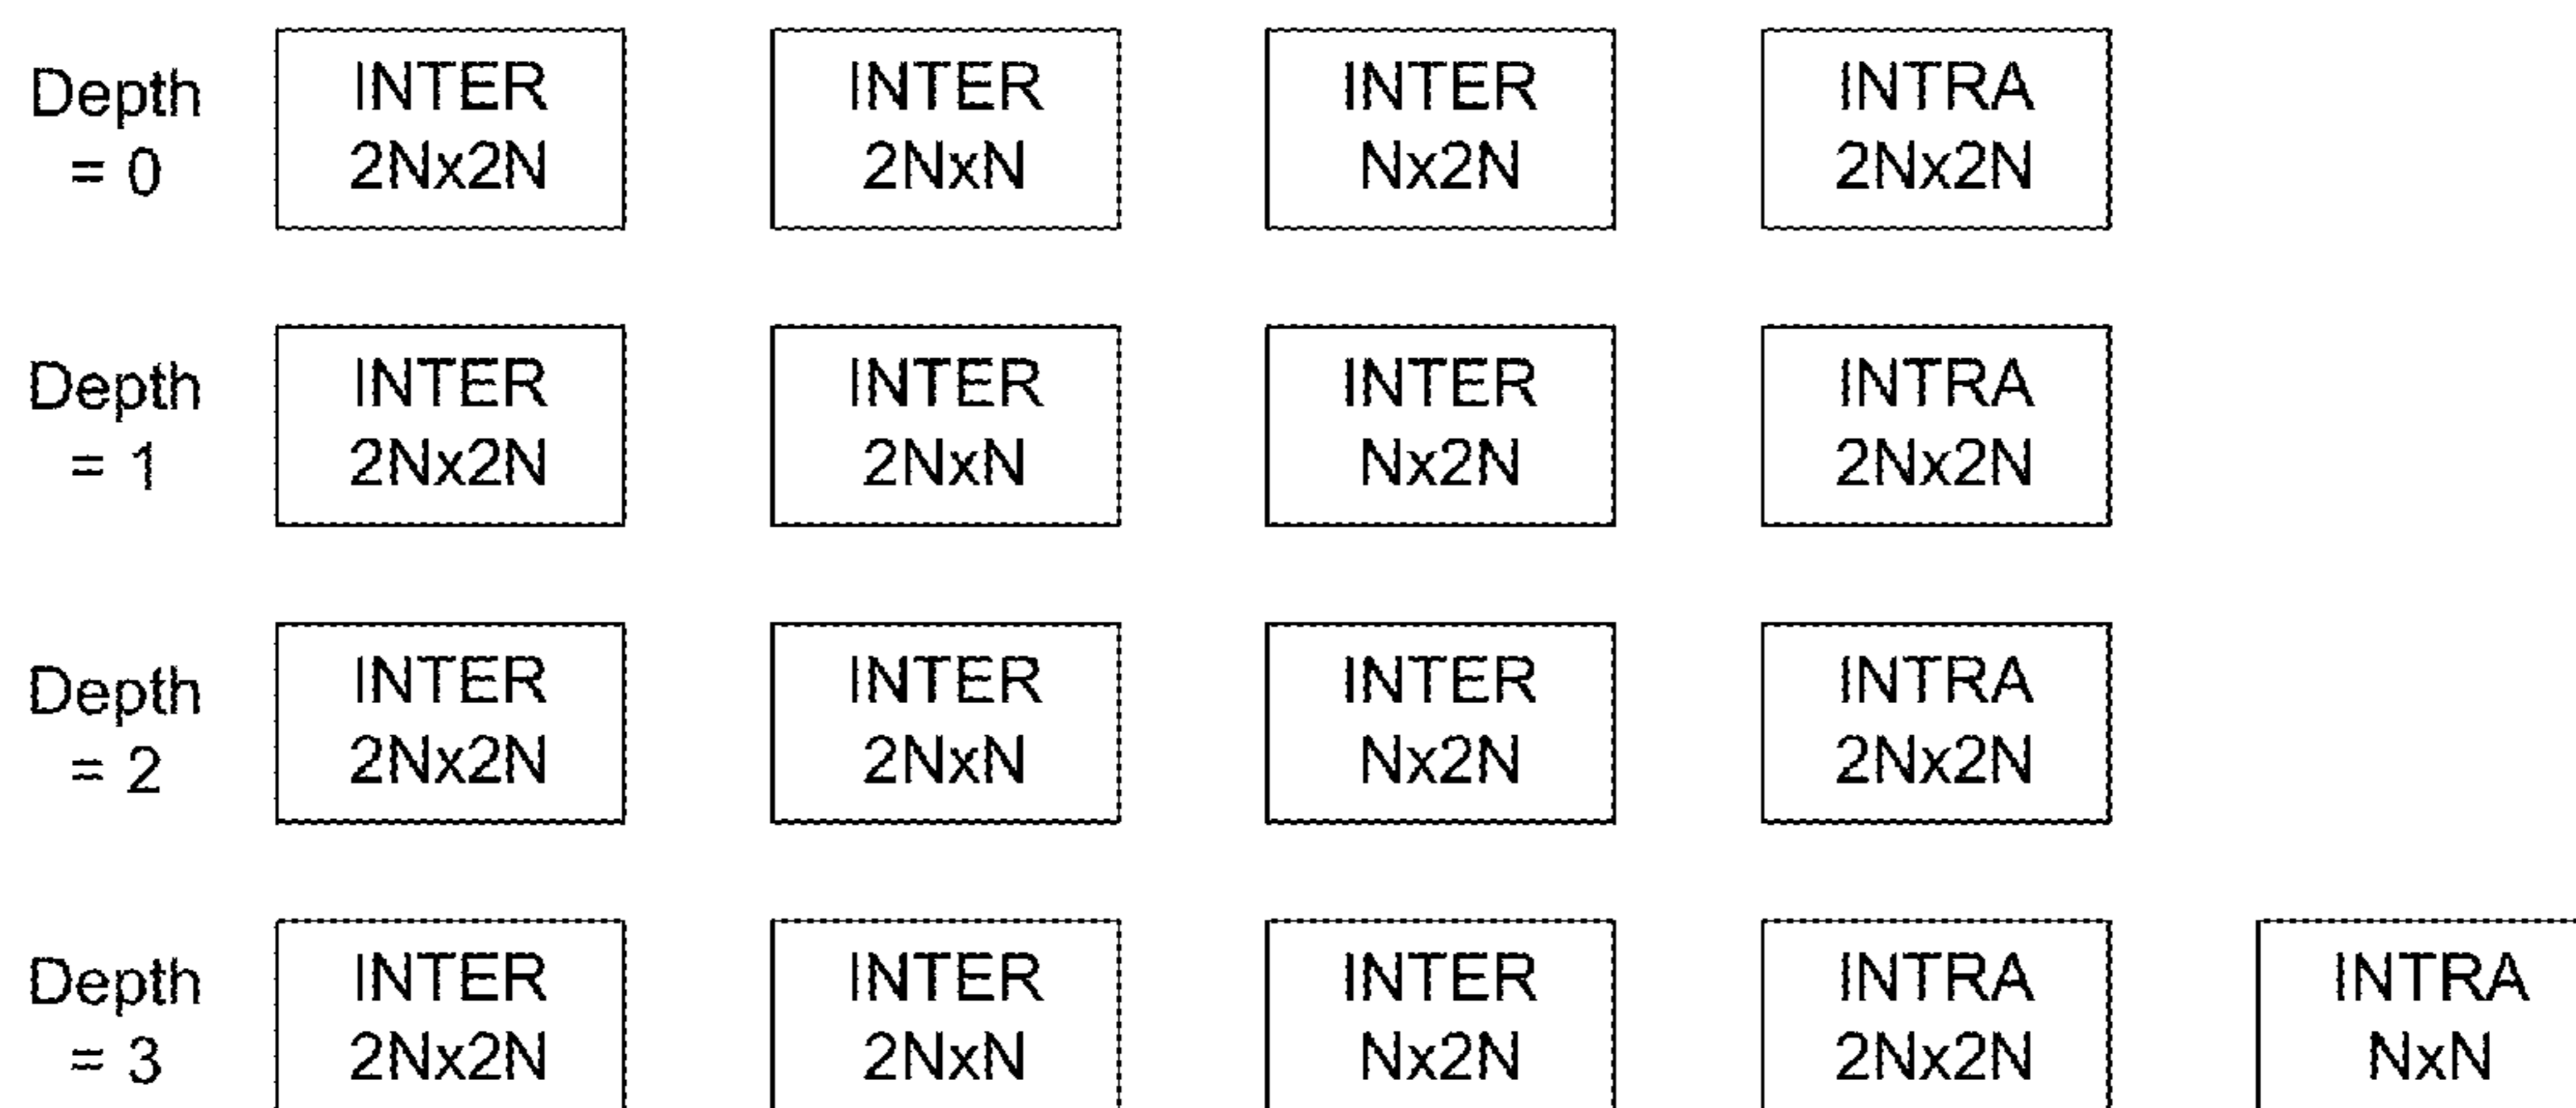 Depth
= 0
INTER
2Nx2N
INTER
2NxN
INTER
Nx2N
INTRA
2Nx2N
Depth
= 1
INTER
2Nx2N
INTER
2NxN
INTER
Nx2N
INTRA
2Nx2N
Depth
= 2
INTER
2Nx2N
INTER
2NxN
INTER
Nx2N
INTRA
2Nx2N
Depth
= 3
INTER
2Nx2N
INTER
2NxN
INTER
Nx2N
INTRA
2Nx2N
INTRA
NxN